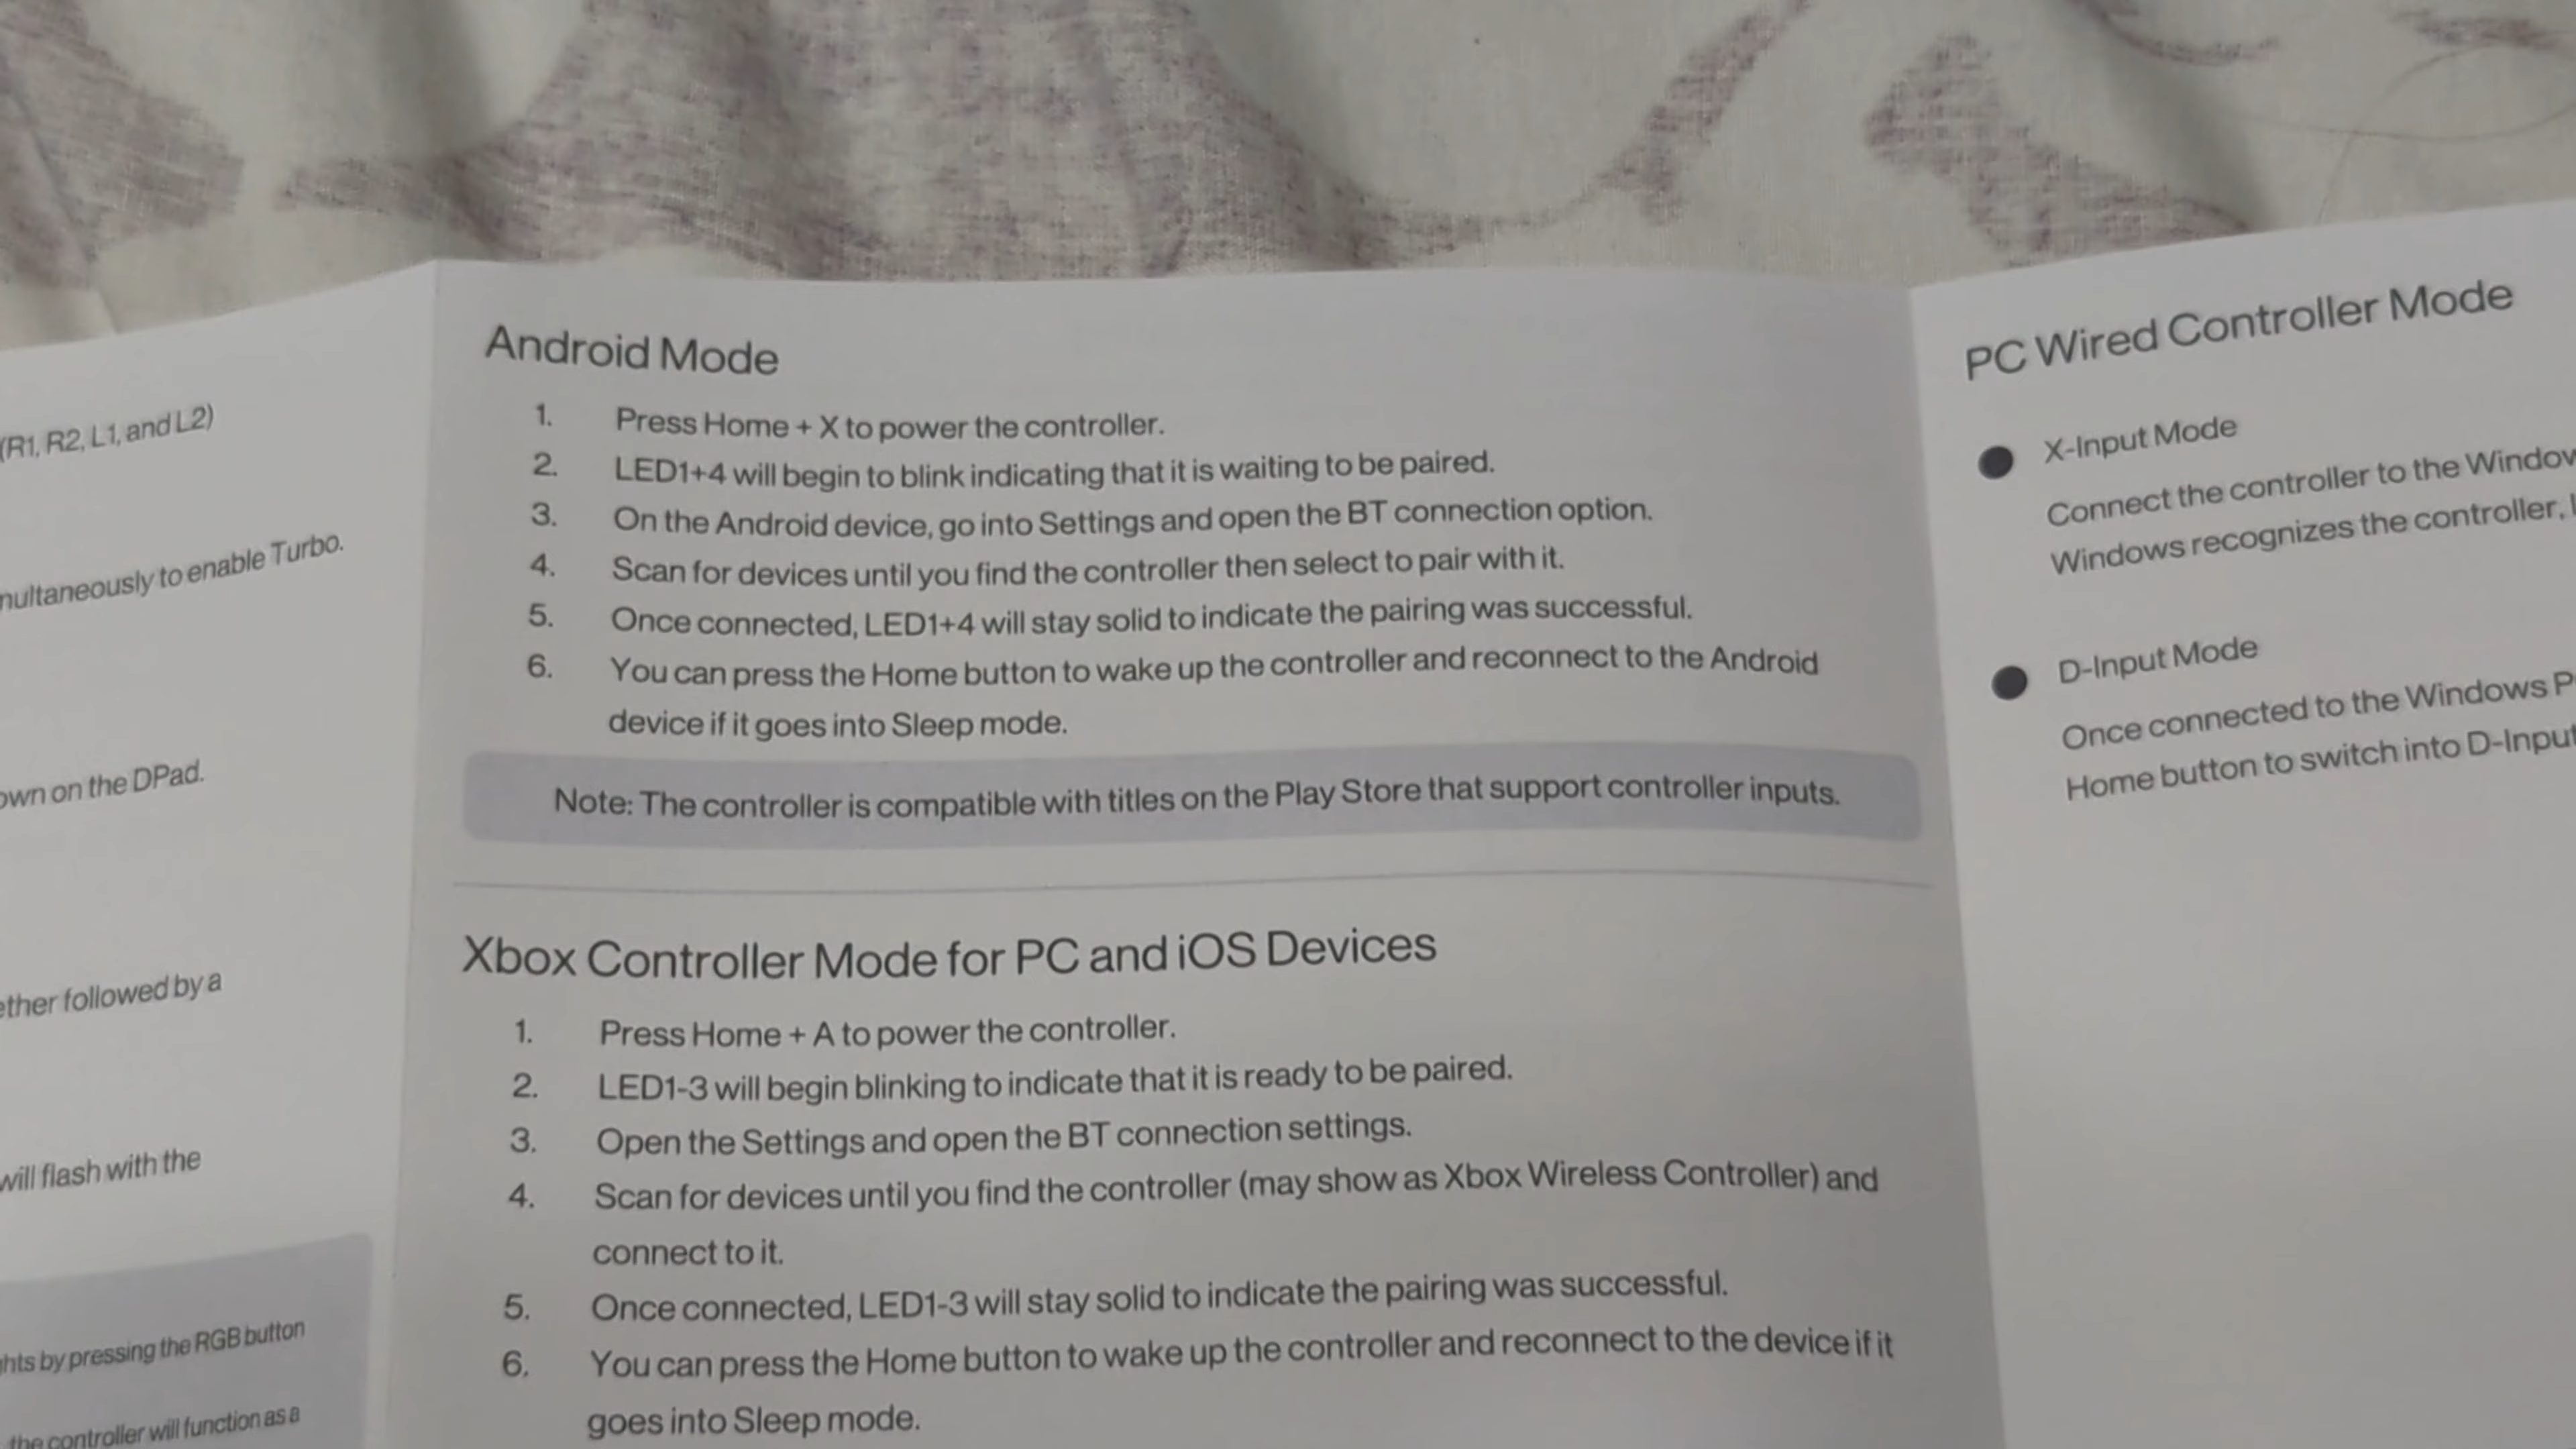 (R1, R2, L1, and L2)
to enable Turbo.
on the DPad.
followed by a
will flash with the
by pressing the RGB button
the controller will function as a
Android Mode
1. Press Home + X to power the controller.
2. LED1+4 will begin to blink indicating that it is waiting to be paired.
3. On the Android device, go into Settings and open the BT connection option.
4. Scan for devices until you find the controller then select to pair with it.
5. Once connected, LED1+4 will stay solid to indicate the pairing was successful.
6. You can press the Home button to wake up the controller and reconnect to the Android
device if it goes into Sleep mode.
Note: The controller is compatible with titles on the Play Store that support controller inputs.
Xbox Controller Mode for PC and iOS Devices
1. Press Home + A to power the controller.
2. LED1-3 will begin blinking to indicate that it is ready to be paired.
3. Open the Settings and open the BT connection settings.
4. Scan for devices until you find the controller (may show as Xbox Wireless Controller) and
connect to it.
5. Once connected, LED1-3 will stay solid to indicate the pairing was successful.
6. You can press the Home button to wake up the controller and reconnect to the device if it
goes into Sleep mode.
PC Wired Controller Mode
● X-Input Mode
Connect the controller to the
Windows recognizes the controller,
● D-Input Mode
Once connected to the Windows
Home button to switch into D-Input